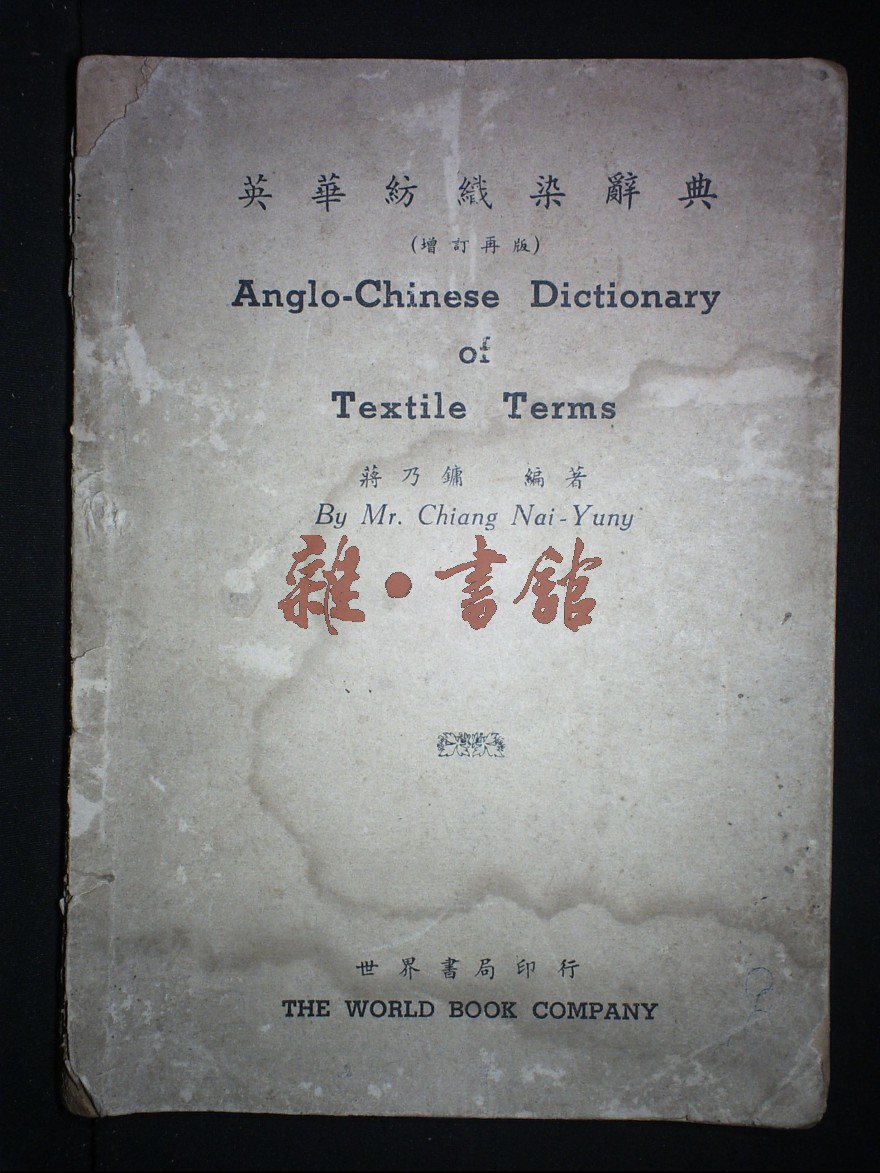 英華紡織染辭典
(增訂再版)
Anglo-Chinese Dictionary
of
Textile Terms
蔣乃鏞 編著
By Mr. Chiang Nai-Yuny
雜•書舘
世界書局印行
THE WORLD BOOK COMPANY